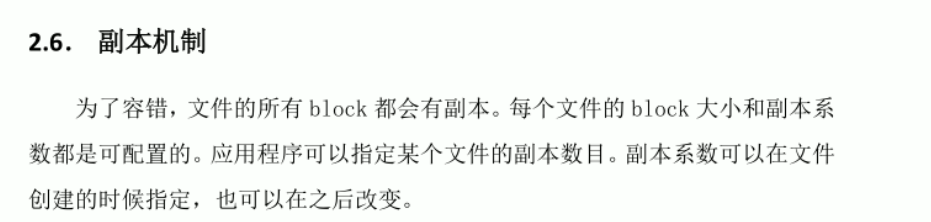 2.6. 副本机制
为了容错，文件的所有 block 都会有副本。每个文件的 block 大小和副本系
数都是可配置的。应用程序可以指定某个文件的副本数目。副本系数可以在文件
创建的时候指定，也可以在之后改变。